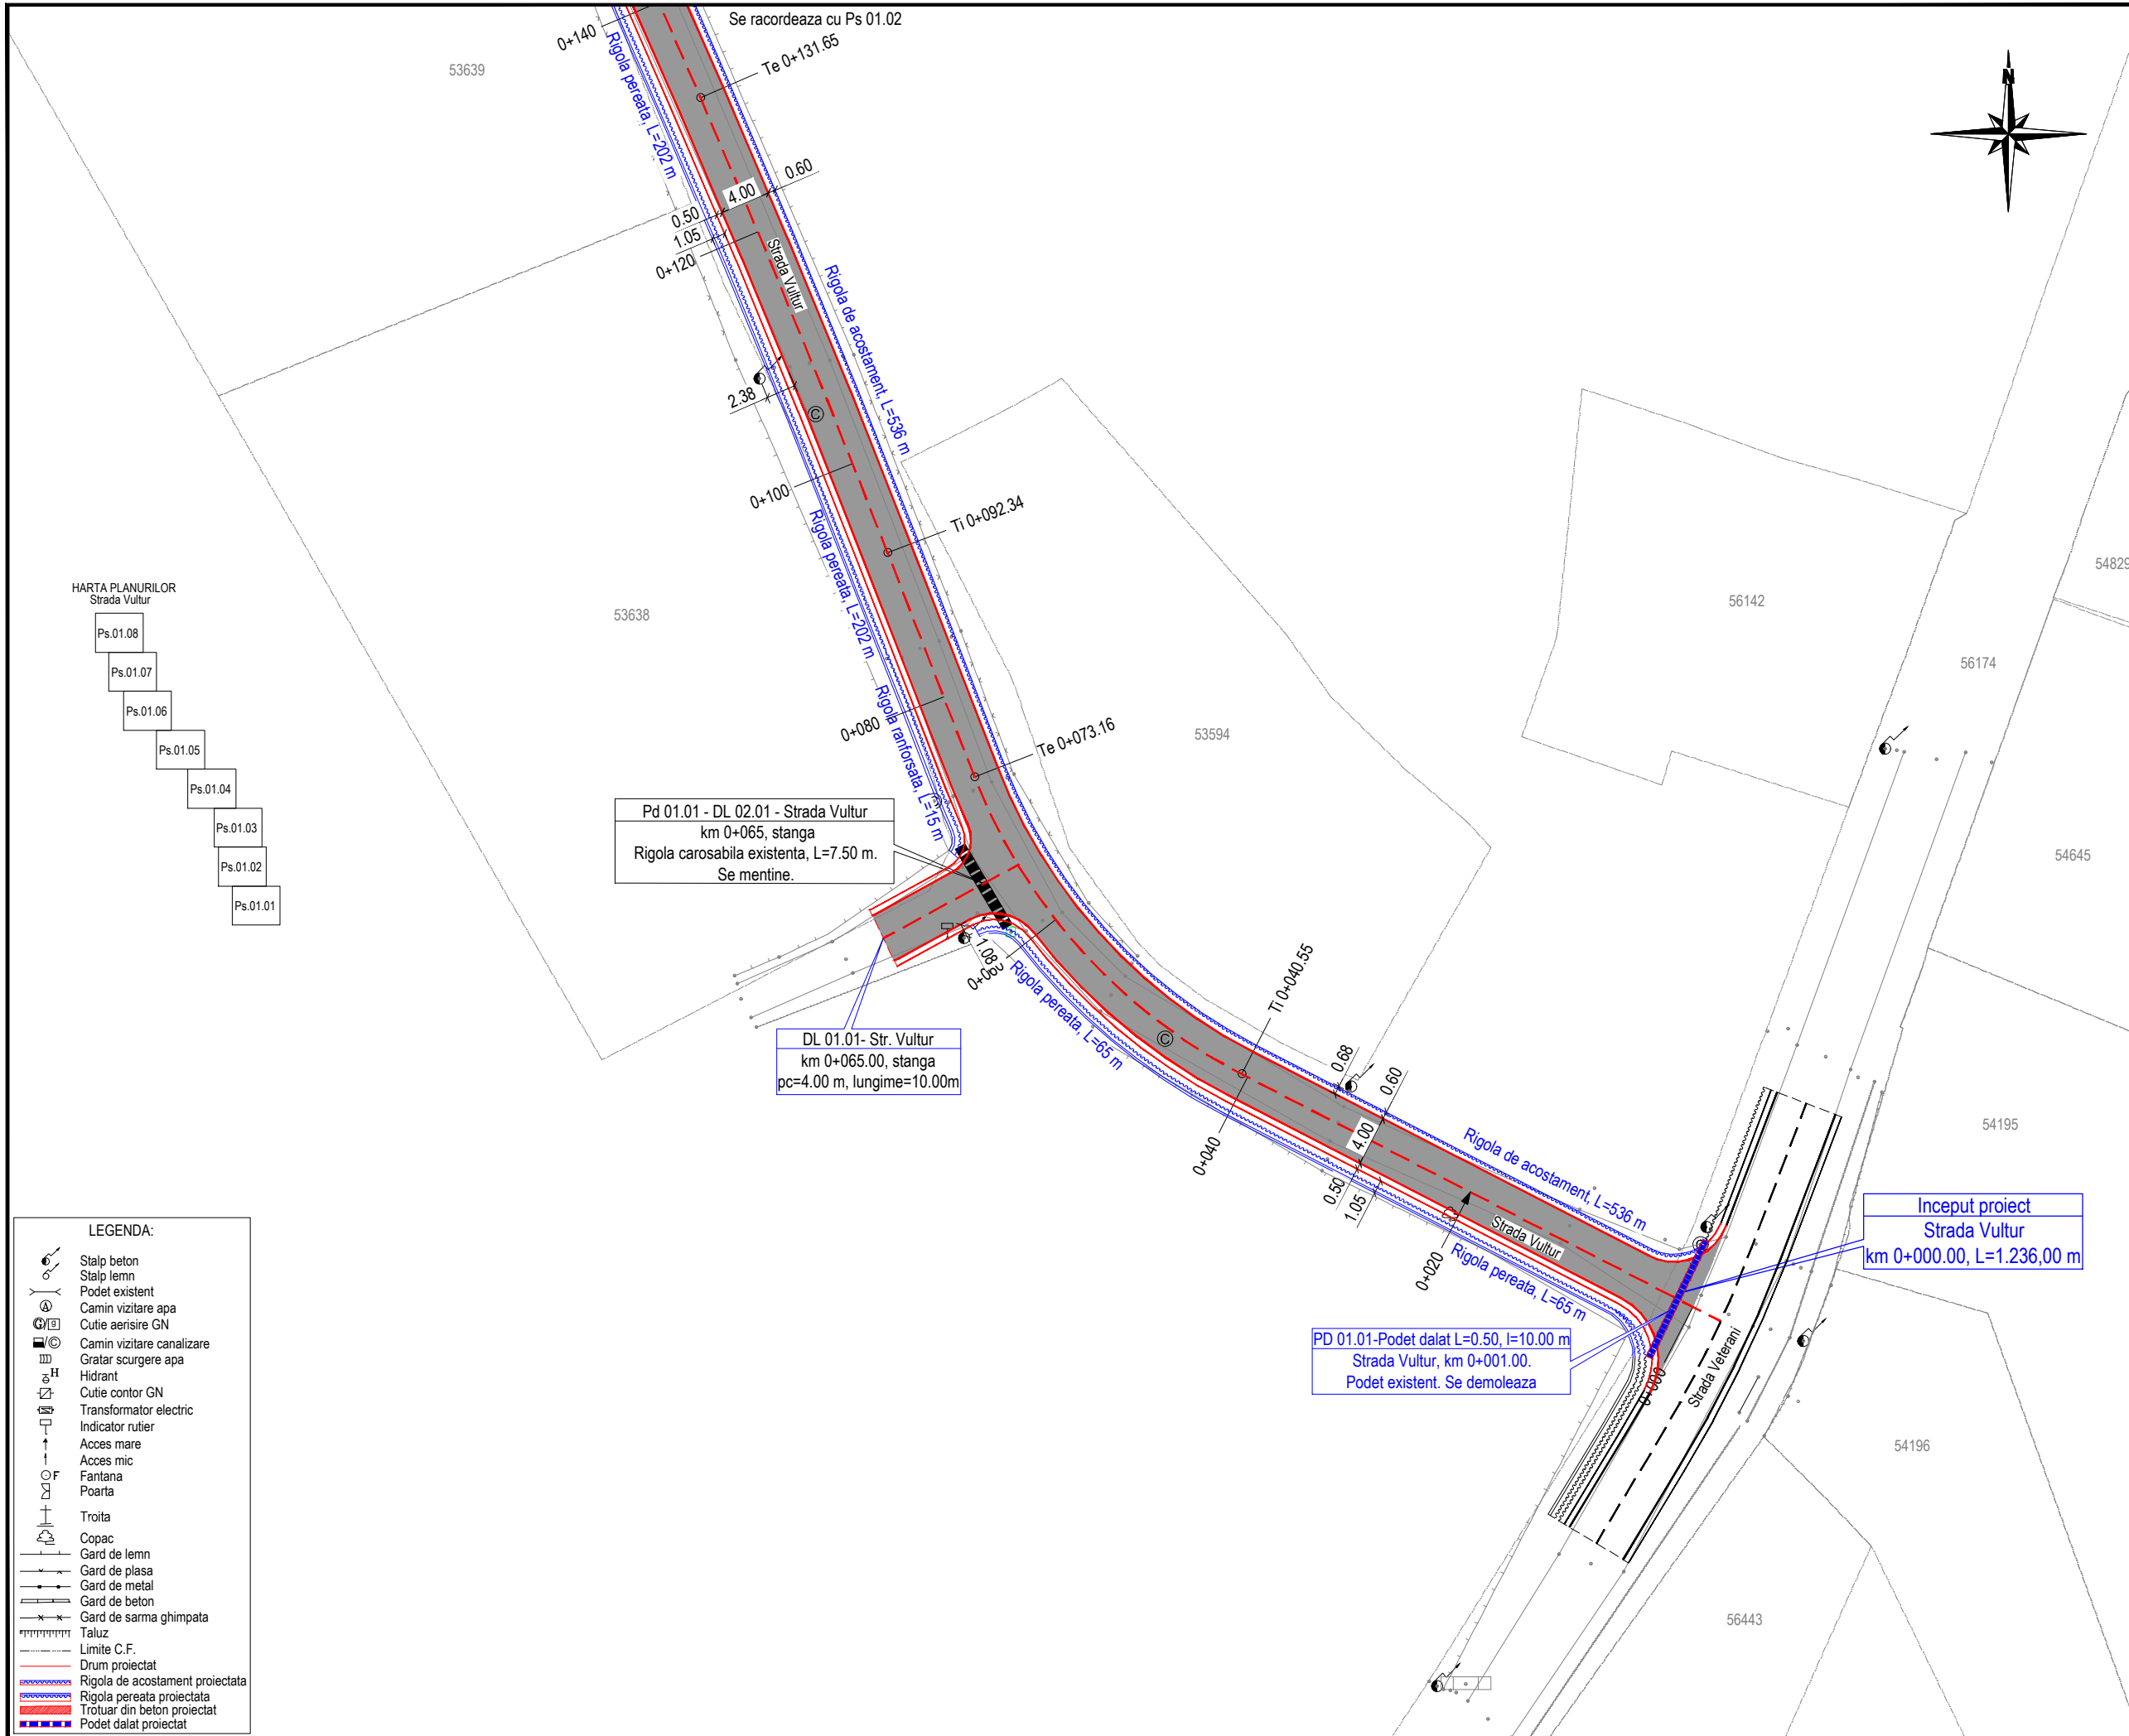 Se racordeaza cu Ps 01.02
0+140
Te 0+131.65
53639
Rigola pereata, L=202 m
N
0.60
4.00
0.50
1.05
0+120
Strada Vultur
Rigola de acostament, L=536 m
2.38
©
0+100
Ti 0+092.34
Rigola pereata, L=202 m
54829
56142
53638
56174
HARTA PLANURILOR
Strada Vultur
Ps.01.08
Ps.01.07
Ps.01.06
Ps.01.05
Ps.01.04
Ps.01.03
Ps.01.02
Ps.01.01
0+080
Rigola ranforsata, L=15 m
Te 0+073.16
53594
54645
Pd 01.01 - DL 02.01 - Strada Vultur
km 0+065, stanga
Rigola carosabila existenta, L=7.50 m.
Se mentine.
1.08
Rigola pereata, L=65 m
Ti 0+040.55
©
DL 01.01- Str. Vultur
km 0+065.00, stanga
pc=4.00 m, lungime=10.00m
0.68
0.60
4.00
0.50
1.05
0+040
Rigola de acostament, L=536 m
54195
Inceput proiect
Strada Vultur
km 0+000.00, L=1.236,00 m
Strada Vultur
0+020
Rigola pereata, L=65 m
PD 01.01-Podet dalat L=0.50, l=10.00 m
Strada Vultur, km 0+001.00.
Podet existent. Se demoleaza
0+000
Strada Veterani
54196
56443
LEGENDA:
Stalp beton
Stalp lemn
Podet existent
A Camin vizitare apa
G/g Cutie aerisire GN
/© Camin vizitare canalizare
Gratar scurgere apa
H Hidrant
Cutie contor GN
Transformator electric
Indicator rutier
Acces mare
Acces mic
F Fantana
Poarta
Troita
Copac
Gard de lemn
Gard de plasa
Gard de metal
Gard de beton
Gard de sarma ghimpata
Taluz
Limite C.F.
Drum proiectat
Rigola de acostament proiectata
Rigola pereata proiectata
Trotuar din beton proiectat
Podet dalat proiectat